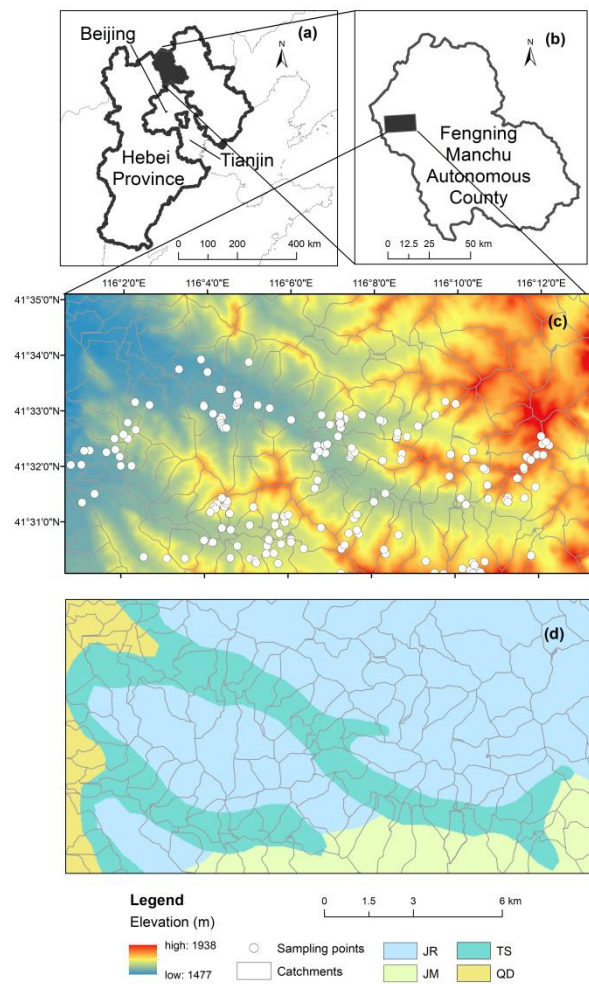 Beijing
(a)
N
Hebei
Province
Tianjin
0 100 200 400 km
(b)
N
Fengning
Manchu
Autonomous
County
0 12.5 25 50 km
116°2'0"E 116°4'0"E 116°6'0"E 116°8'0"E 116°10'0"E 116°12'0"E
(c)
41°35'0"N
41°34'0"N
41°33'0"N
41°32'0"N
41°31'0"N
(d)
Legend
Elevation (m)
high: 1938
low: 1477
0 1.5 3 6 km
Sampling points
Catchments
JR
TS
JM
QD